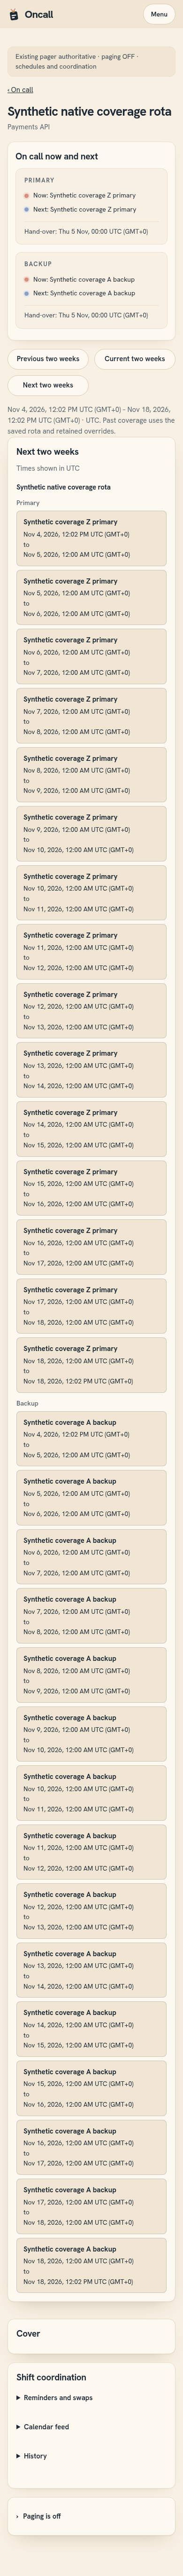 Oncall
Menu
Existing pager authoritative · paging OFF ·
schedules and coordination
‹ On call
Synthetic native coverage rota
Payments API
On call now and next
PRIMARY
Now: Synthetic coverage Z primary
Next: Synthetic coverage Z primary
Hand-over: Thu 5 Nov, 00:00 UTC (GMT+0)
BACKUP
Now: Synthetic coverage A backup
Next: Synthetic coverage A backup
Hand-over: Thu 5 Nov, 00:00 UTC (GMT+0)
Previous two weeks
Current two weeks
Next two weeks
Nov 4, 2026, 12:02 PM UTC (GMT+0) – Nov 18, 2026,
12:02 PM UTC (GMT+0) · UTC. Past coverage uses the
saved rota and retained overrides.
Next two weeks
Times shown in UTC
Synthetic native coverage rota
Primary
Synthetic coverage Z primary
Nov 4, 2026, 12:02 PM UTC (GMT+0)
to
Nov 5, 2026, 12:00 AM UTC (GMT+0)
Synthetic coverage Z primary
Nov 5, 2026, 12:00 AM UTC (GMT+0)
to
Nov 6, 2026, 12:00 AM UTC (GMT+0)
Synthetic coverage Z primary
Nov 6, 2026, 12:00 AM UTC (GMT+0)
to
Nov 7, 2026, 12:00 AM UTC (GMT+0)
Synthetic coverage Z primary
Nov 7, 2026, 12:00 AM UTC (GMT+0)
to
Nov 8, 2026, 12:00 AM UTC (GMT+0)
Synthetic coverage Z primary
Nov 8, 2026, 12:00 AM UTC (GMT+0)
to
Nov 9, 2026, 12:00 AM UTC (GMT+0)
Synthetic coverage Z primary
Nov 9, 2026, 12:00 AM UTC (GMT+0)
to
Nov 10, 2026, 12:00 AM UTC (GMT+0)
Synthetic coverage Z primary
Nov 10, 2026, 12:00 AM UTC (GMT+0)
to
Nov 11, 2026, 12:00 AM UTC (GMT+0)
Synthetic coverage Z primary
Nov 11, 2026, 12:00 AM UTC (GMT+0)
to
Nov 12, 2026, 12:00 AM UTC (GMT+0)
Synthetic coverage Z primary
Nov 12, 2026, 12:00 AM UTC (GMT+0)
to
Nov 13, 2026, 12:00 AM UTC (GMT+0)
Synthetic coverage Z primary
Nov 13, 2026, 12:00 AM UTC (GMT+0)
to
Nov 14, 2026, 12:00 AM UTC (GMT+0)
Synthetic coverage Z primary
Nov 14, 2026, 12:00 AM UTC (GMT+0)
to
Nov 15, 2026, 12:00 AM UTC (GMT+0)
Synthetic coverage Z primary
Nov 15, 2026, 12:00 AM UTC (GMT+0)
to
Nov 16, 2026, 12:00 AM UTC (GMT+0)
Synthetic coverage Z primary
Nov 16, 2026, 12:00 AM UTC (GMT+0)
to
Nov 17, 2026, 12:00 AM UTC (GMT+0)
Synthetic coverage Z primary
Nov 17, 2026, 12:00 AM UTC (GMT+0)
to
Nov 18, 2026, 12:00 AM UTC (GMT+0)
Synthetic coverage Z primary
Nov 18, 2026, 12:00 AM UTC (GMT+0)
to
Nov 18, 2026, 12:02 PM UTC (GMT+0)
Backup
Synthetic coverage A backup
Nov 4, 2026, 12:02 PM UTC (GMT+0)
to
Nov 5, 2026, 12:00 AM UTC (GMT+0)
Synthetic coverage A backup
Nov 5, 2026, 12:00 AM UTC (GMT+0)
to
Nov 6, 2026, 12:00 AM UTC (GMT+0)
Synthetic coverage A backup
Nov 6, 2026, 12:00 AM UTC (GMT+0)
to
Nov 7, 2026, 12:00 AM UTC (GMT+0)
Synthetic coverage A backup
Nov 7, 2026, 12:00 AM UTC (GMT+0)
to
Nov 8, 2026, 12:00 AM UTC (GMT+0)
Synthetic coverage A backup
Nov 8, 2026, 12:00 AM UTC (GMT+0)
to
Nov 9, 2026, 12:00 AM UTC (GMT+0)
Synthetic coverage A backup
Nov 9, 2026, 12:00 AM UTC (GMT+0)
to
Nov 10, 2026, 12:00 AM UTC (GMT+0)
Synthetic coverage A backup
Nov 10, 2026, 12:00 AM UTC (GMT+0)
to
Nov 11, 2026, 12:00 AM UTC (GMT+0)
Synthetic coverage A backup
Nov 11, 2026, 12:00 AM UTC (GMT+0)
to
Nov 12, 2026, 12:00 AM UTC (GMT+0)
Synthetic coverage A backup
Nov 12, 2026, 12:00 AM UTC (GMT+0)
to
Nov 13, 2026, 12:00 AM UTC (GMT+0)
Synthetic coverage A backup
Nov 13, 2026, 12:00 AM UTC (GMT+0)
to
Nov 14, 2026, 12:00 AM UTC (GMT+0)
Synthetic coverage A backup
Nov 14, 2026, 12:00 AM UTC (GMT+0)
to
Nov 15, 2026, 12:00 AM UTC (GMT+0)
Synthetic coverage A backup
Nov 15, 2026, 12:00 AM UTC (GMT+0)
to
Nov 16, 2026, 12:00 AM UTC (GMT+0)
Synthetic coverage A backup
Nov 16, 2026, 12:00 AM UTC (GMT+0)
to
Nov 17, 2026, 12:00 AM UTC (GMT+0)
Synthetic coverage A backup
Nov 17, 2026, 12:00 AM UTC (GMT+0)
to
Nov 18, 2026, 12:00 AM UTC (GMT+0)
Synthetic coverage A backup
Nov 18, 2026, 12:00 AM UTC (GMT+0)
to
Nov 18, 2026, 12:02 PM UTC (GMT+0)
Cover
Shift coordination
Reminders and swaps
Calendar feed
History
Paging is off